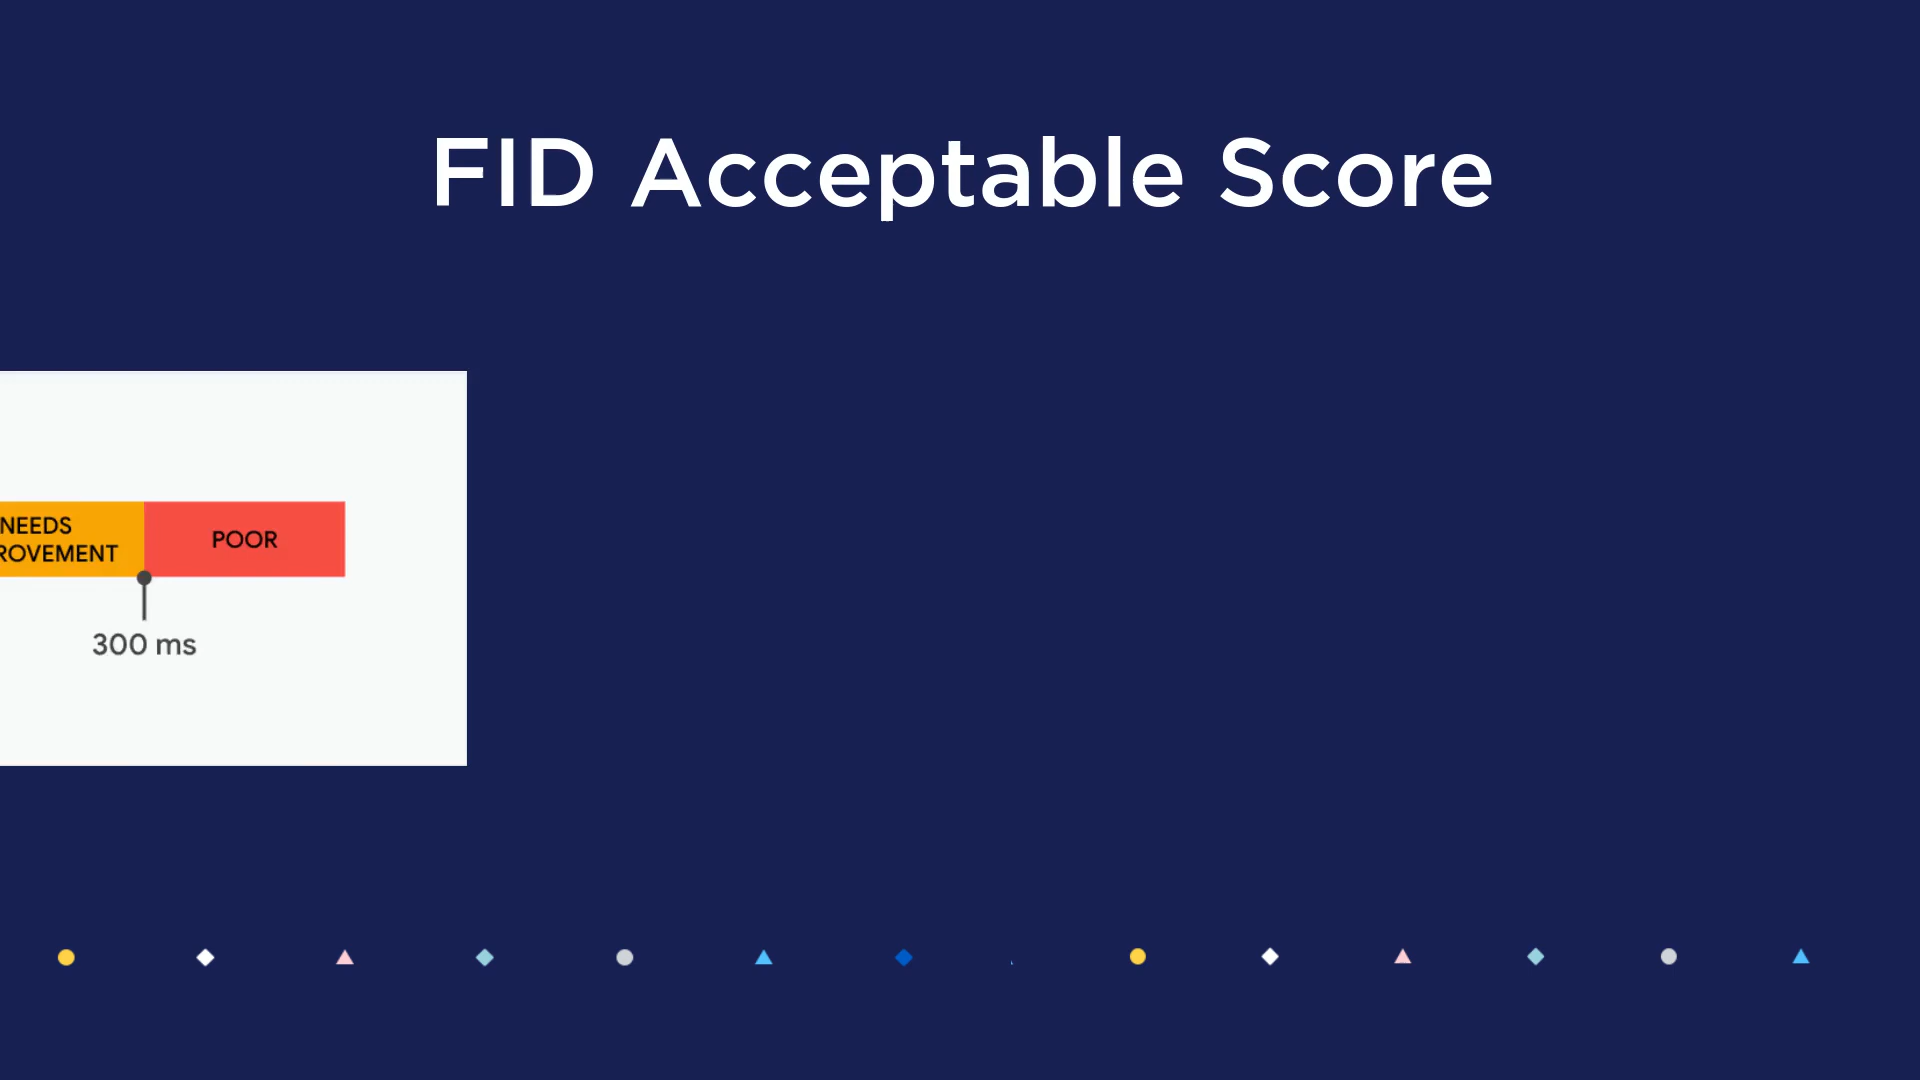 FID Acceptable Score
NEEDS
ROVEMENT
POOR
300 ms